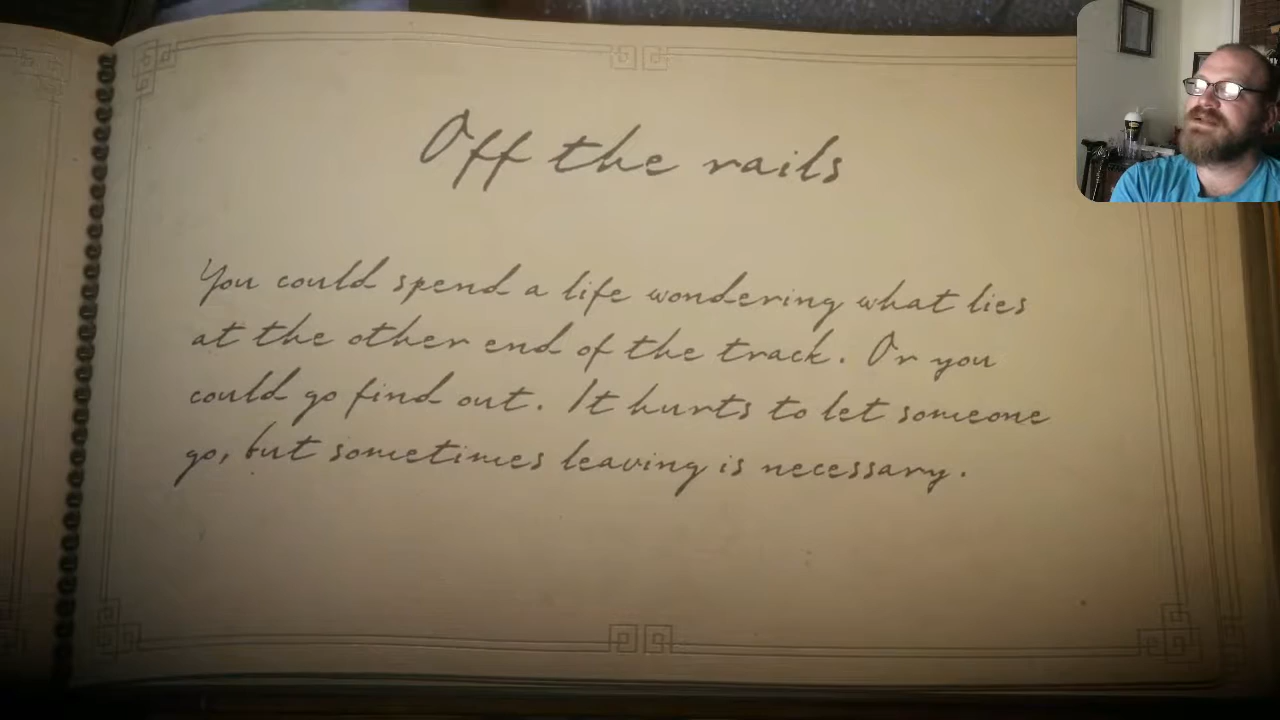 Off the rails
You could spend a life wondering what lies
at the other end of the track. Or you
could go find out. It hurts to let someone
go, but sometimes leaving is necessary.